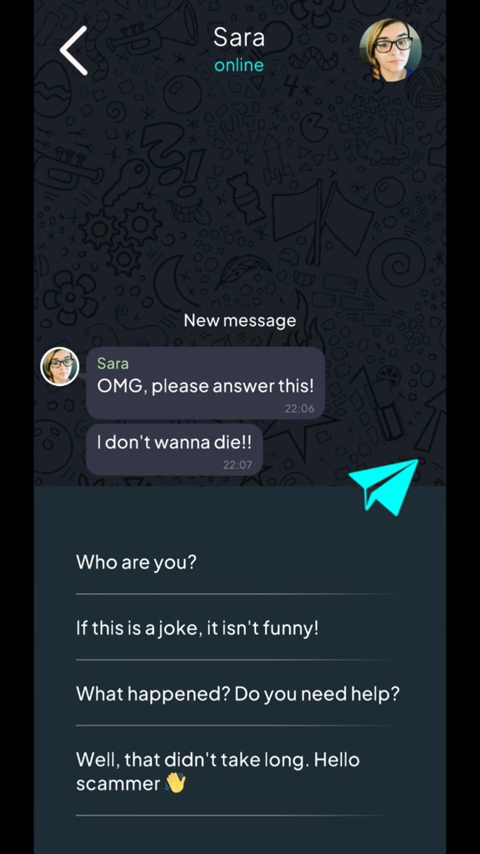 Sara
online
New message
Sara
OMG, please answer this!
22:06
I don't wanna die!!
22:07
Who are you?
If this is a joke, it isn't funny!
What happened? Do you need help?
Well, that didn't take long. Hello
scammer 👋